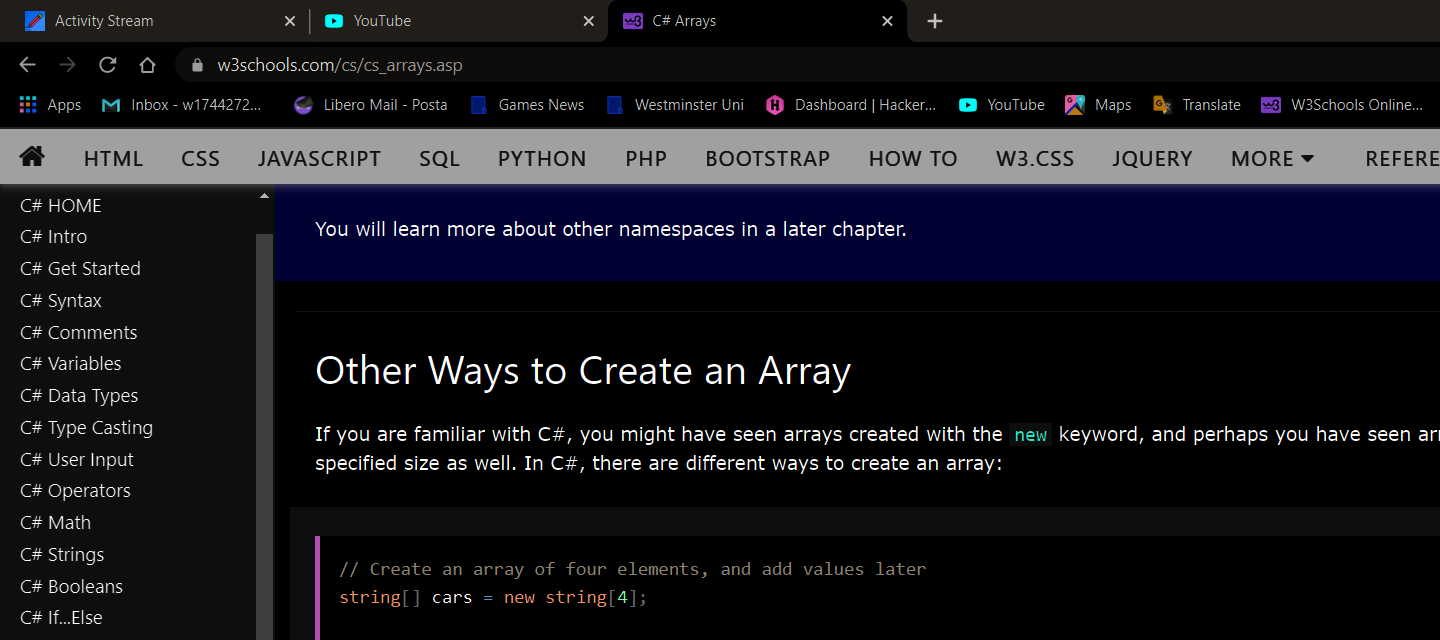 Activity Stream
YouTube
C# Arrays
w3schools.com/cs/cs_arrays.asp
Apps
Inbox - w1744272...
Libero Mail - Posta
Games News
Westminster Uni
Dashboard | Hacker...
YouTube
Maps
Translate
W3Schools Online...
HTML CSS JAVASCRIPT SQL PYTHON PHP BOOTSTRAP HOW TO W3.CSS JQUERY MORE REFERE
C# HOME
C# Intro
C# Get Started
C# Syntax
C# Comments
C# Variables
C# Data Types
C# Type Casting
C# User Input
C# Operators
C# Math
C# Strings
C# Booleans
C# If...Else
You will learn more about other namespaces in a later chapter.
Other Ways to Create an Array
If you are familiar with C#, you might have seen arrays created with the new keyword, and perhaps you have seen arr
specified size as well. In C#, there are different ways to create an array:
// Create an array of four elements, and add values later
string[] cars = new string[4];